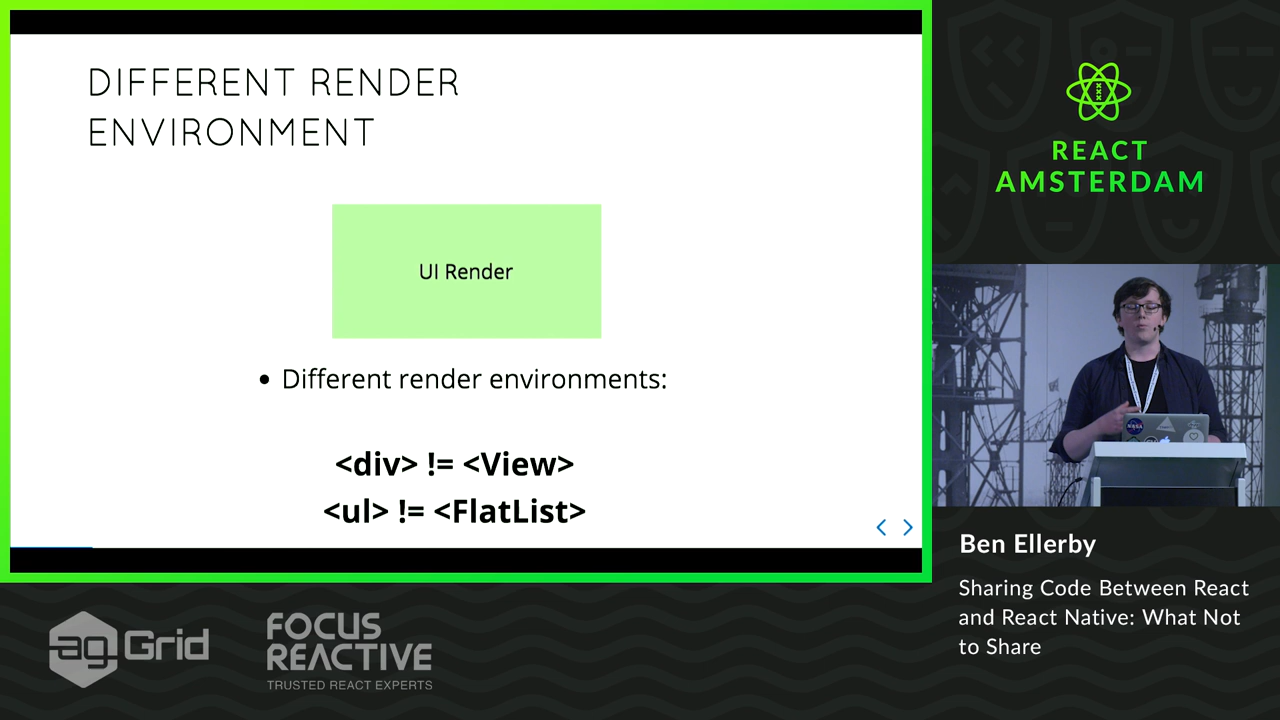 DIFFERENT RENDER
ENVIRONMENT
UI Render
• Different render environments:
<div> != <View>
<ul> != <FlatList>
REACT
AMSTERDAM
NASA
Ben Ellerby
Sharing Code Between React
and React Native: What Not
to Share
ag Grid
FOCUS
REACTIVE
TRUSTED REACT EXPERTS